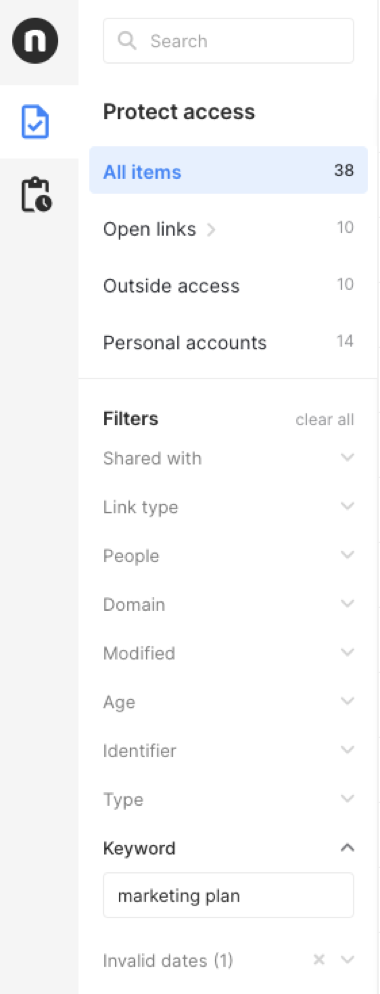 n
Search
Protect access
All items 38
Open links 10
Outside access 10
Personal accounts 14
Filters clear all
Shared with
Link type
People
Domain
Modified
Age
Identifier
Type
Keyword
marketing plan
Invalid dates (1)